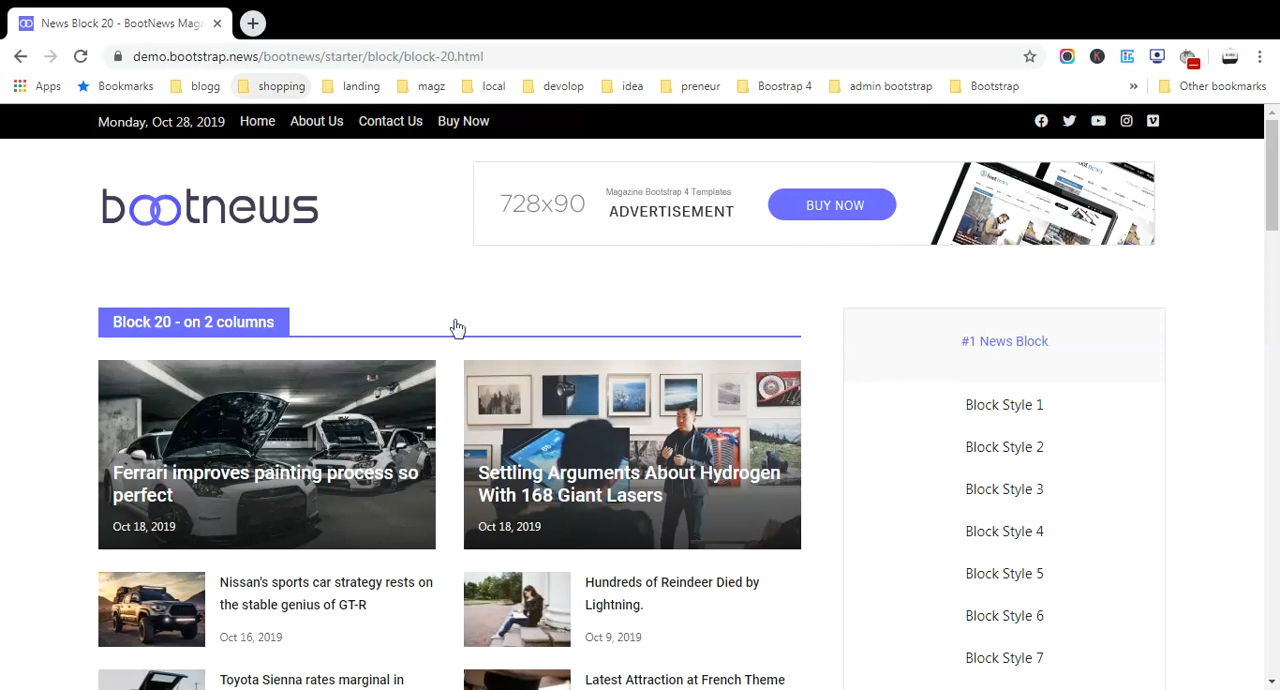 News Block 20 - BootNews Maga
demo.bootstrap.news/bootnews/starter/block/block-20.html
Apps Bookmarks blogg shopping landing magz local devolop idea preneur Boostrap 4 admin bootstrap Bootstrap » Other bookmarks
Monday, Oct 28, 2019 Home About Us Contact Us Buy Now
bootnews
728x90
Magazine Bootstrap 4 Templates
ADVERTISEMENT
BUY NOW
Block 20 - on 2 columns
Ferrari improves painting process so
perfect
Oct 18, 2019
Settling Arguments About Hydrogen
With 168 Giant Lasers
Oct 18, 2019
Nissan's sports car strategy rests on
the stable genius of GT-R
Oct 16, 2019
Hundreds of Reindeer Died by
Lightning.
Oct 9, 2019
Toyota Sienna rates marginal in
Latest Attraction at French Theme
#1 News Block
Block Style 1
Block Style 2
Block Style 3
Block Style 4
Block Style 5
Block Style 6
Block Style 7